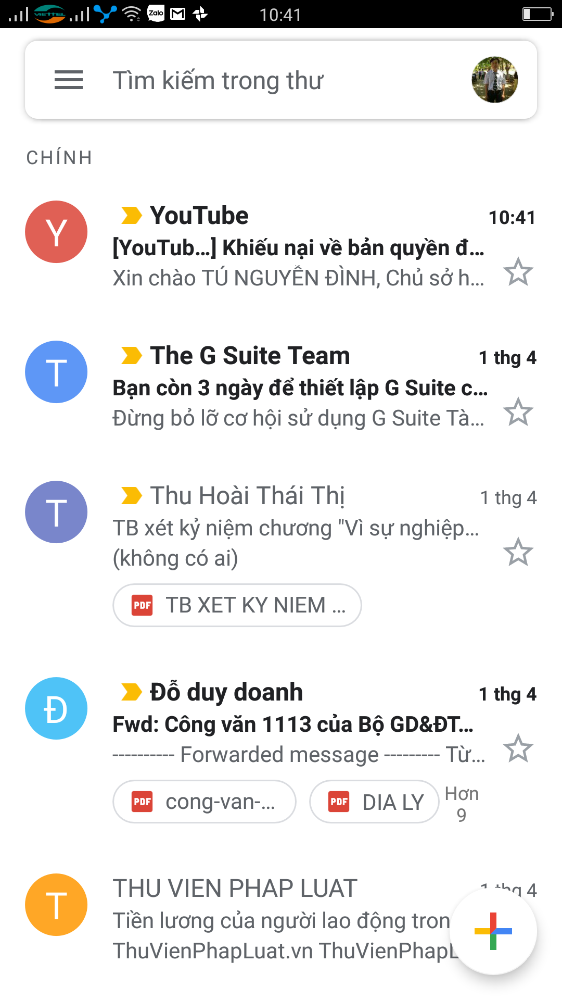 VIETTEL
Zalo
10:41
Tìm kiếm trong thư
CHÍNH
Y
YouTube
10:41
[YouTub...] Khiếu nại về bản quyền đ...
Xin chào TÚ NGUYỄN ĐÌNH, Chủ sở h...
T
The G Suite Team
1 thg 4
Bạn còn 3 ngày để thiết lập G Suite c...
Đừng bỏ lỡ cơ hội sử dụng G Suite Tà...
T
Thu Hoài Thái Thị
1 thg 4
TB xét kỷ niệm chương "Vì sự nghiệp...
(không có ai)
PDF TB XET KY NIEM ...
Đ
Đỗ duy doanh
1 thg 4
Fwd: Công văn 1113 của Bộ GD&ĐT...
---------- Forwarded message --------- Từ...
PDF cong-van-...
PDF DIA LY
Hơn
9
T
THU VIEN PHAP LUAT
1 thg 4
Tiền lương của người lao động tron
ThuVienPhapLuat.vn ThuVienPhapL